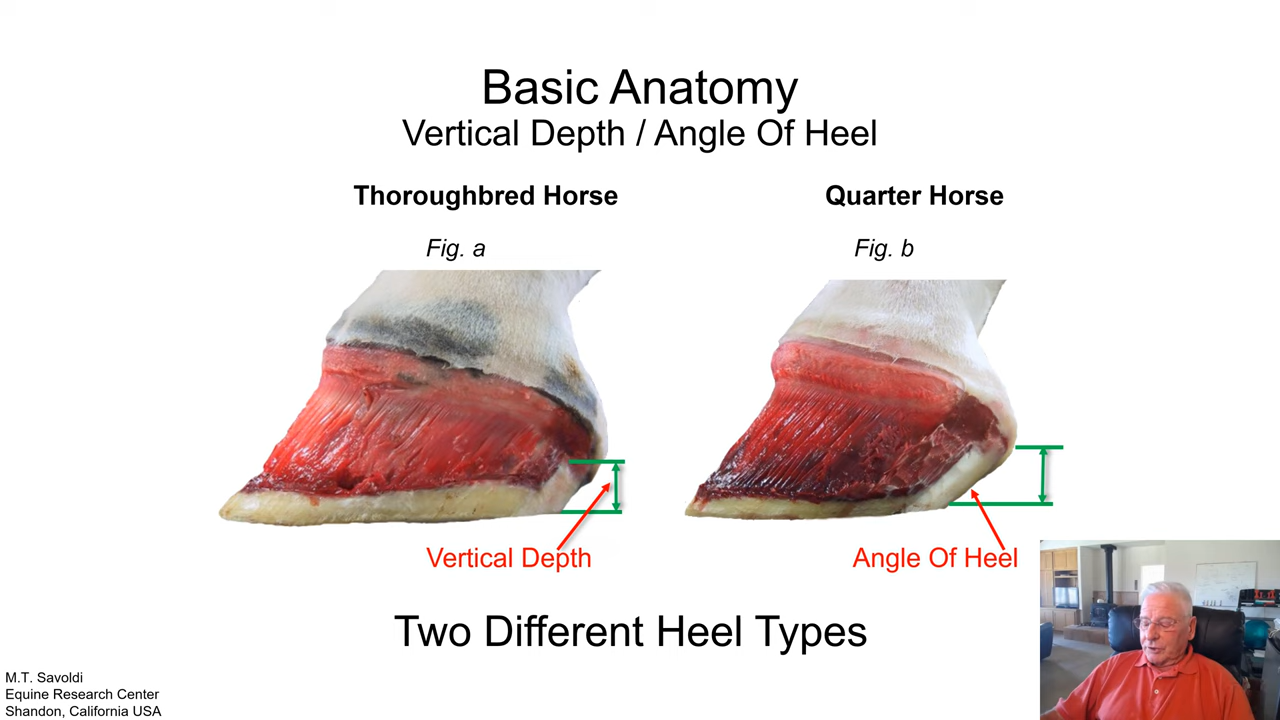 Basic Anatomy
Vertical Depth / Angle Of Heel
Thoroughbred Horse
Quarter Horse
Fig. a
Fig. b
Vertical Depth
Angle Of Heel
Two Different Heel Types
M.T. Savoldi
Equine Research Center
Shandon, California USA